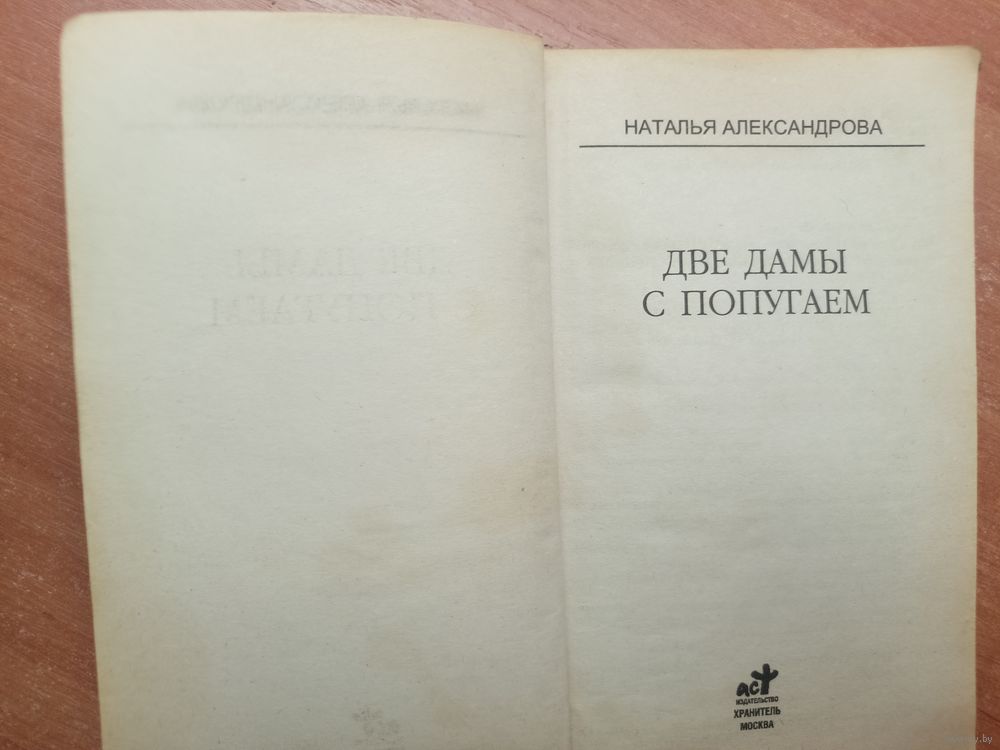 НАТАЛЬЯ АЛЕКСАНДРОВА
ДВЕ ДАМЫ
С ПОПУГАЕМ
аст
ИЗДАТЕЛЬСТВО
ХРАНИТЕЛЬ
МОСКВА